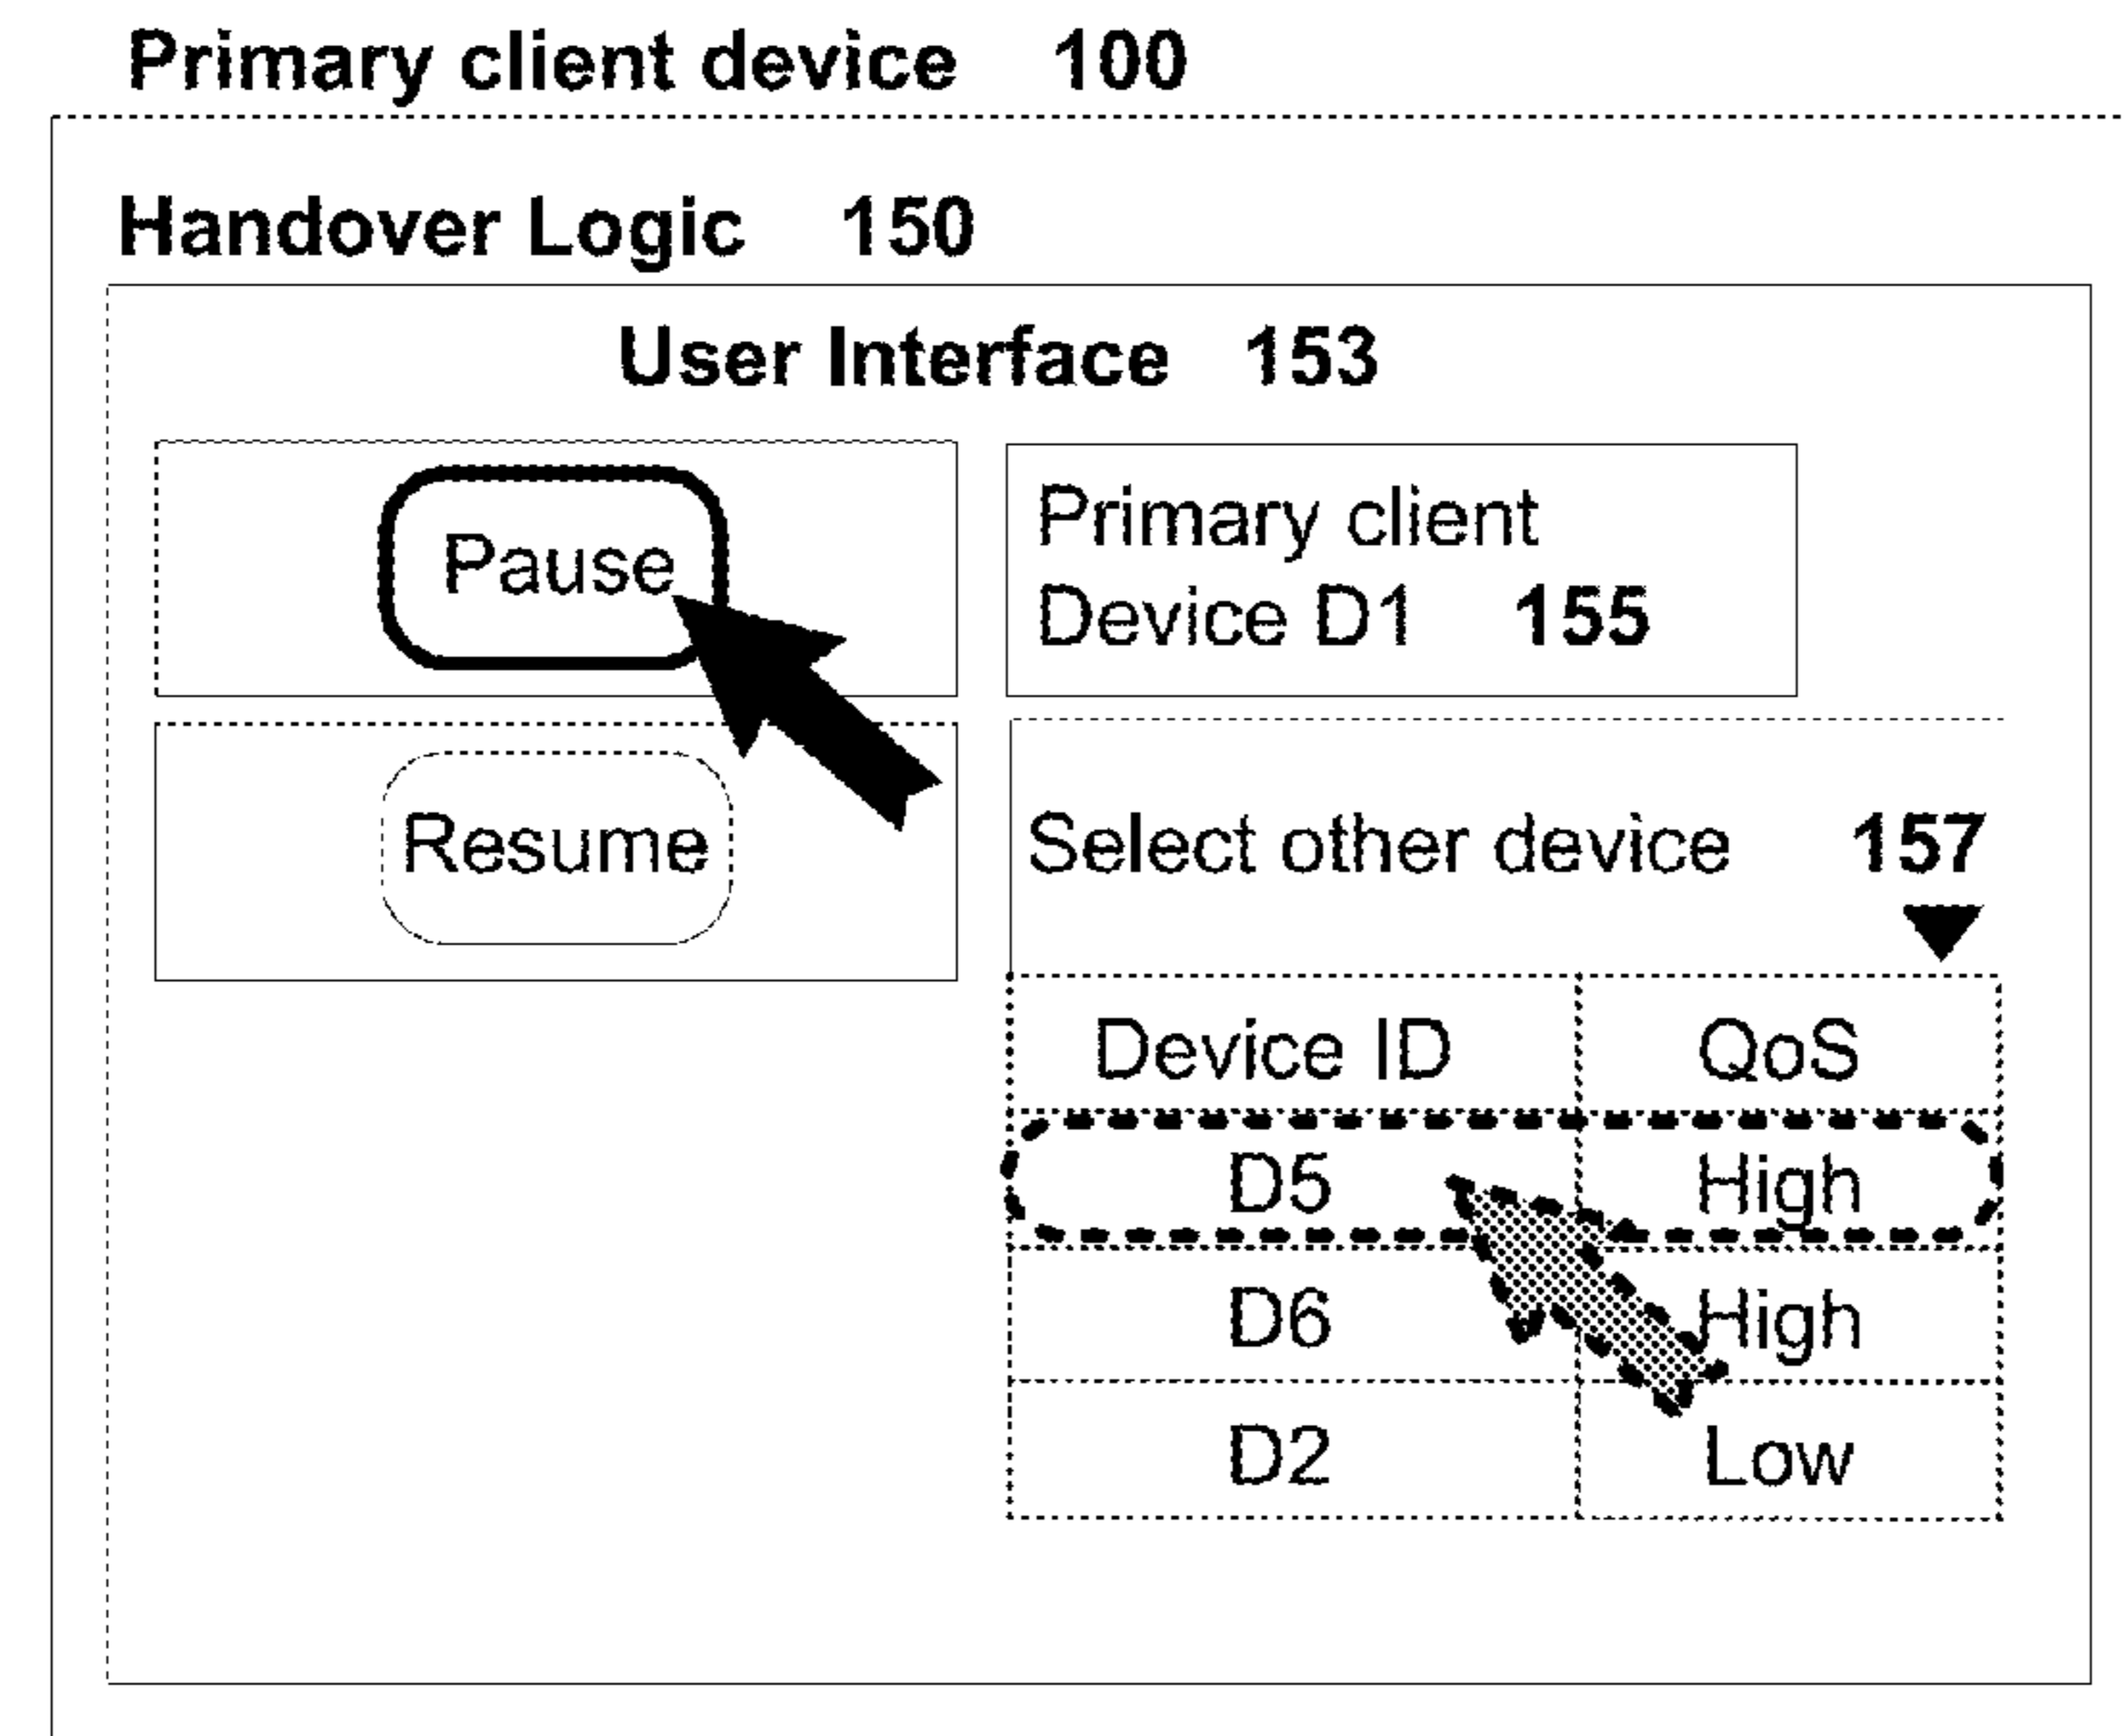 Primary client device 100
Handover Logic 150
User Interface 153
Pause
Primary client
Device D1 155
Resume
Select other device 157
Device ID QoS
D5 High
D6 High
D2 Low